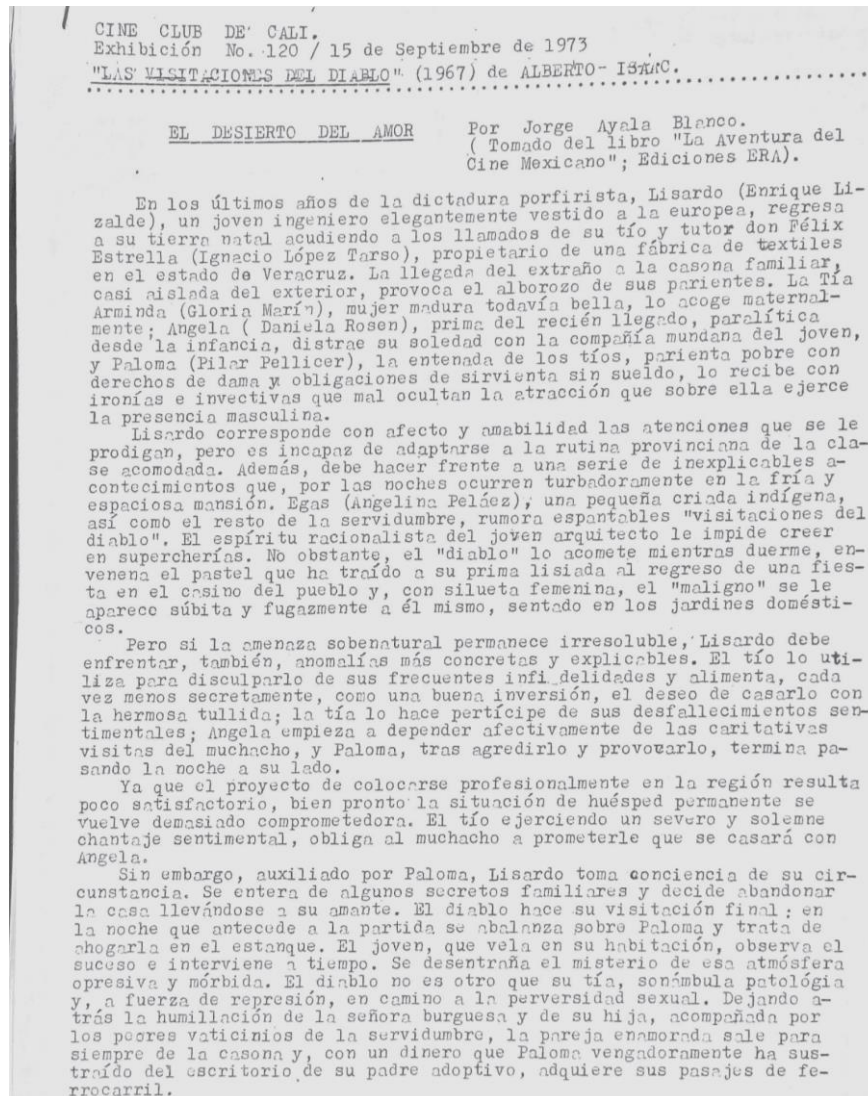 CINE CLUB DE CALI.
Exhibición No. 120 / 15 de Septiembre de 1973
"LAS VISITACIONES DEL DIABLO" (1967) de ALBERTO- ISAAC.
EL DESIERTO DEL AMOR
Por Jorge Ayala Blanco.
( Tomado del libro "La Aventura del
Cine Mexicano"; Ediciones ERA).
En los últimos años de la dictadura porfirista, Lisardo (Enrique Li-
zalde), un joven ingeniero elegantemente vestido a la europea, regresa
a su tierra natal acudiendo a los llamados de su tío y tutor don Félix
Estrella (Ignacio López Tarso), propietario de una fábrica de textiles
en el estado de Veracruz. La llegada del extraño a la casona familiar,
casi aislada del exterior, provoca el alborozo de sus parientes. La Tía
Arminda (Gloria Marín), mujer madura todavía bella, lo acoge maternal-
mente; Angela ( Daniela Rosen), prima del recién llegado, paralítica
desde la infancia, distrae su soledad con la compañía mundana del joven,
y Paloma (Pilar Pellicer), la entenada de los tíos, parienta pobre con
derechos de dama y obligaciones de sirvienta sin sueldo, lo recibe con
ironías e invectivas que mal ocultan la atracción que sobre ella ejerce
la presencia masculina.
Lisardo corresponde con afecto y amabilidad las atenciones que se le
prodigan, pero es incapaz de adaptarse a la rutina provinciana de la cla-
se acomodada. Además, debe hacer frente a una serie de inexplicables a-
contecimientos que, por las noches ocurren turbadoramente en la fría y
espaciosa mansión. Egas (Angelina Peláez), una pequeña criada indígena,
así como el resto de la servidumbre, rumora espantables "visitaciones del
diablo". El espíritu racionalista del joven arquitecto le impide creer
en supercherías. No obstante, el "diablo" lo acomete mientras duerme, en-
venena el pastel que ha traído a su prima lisiada al regreso de una fies-
ta en el casino del pueblo y, con silueta femenina, el "maligno" se le
aparece súbita y fugazmente a él mismo, sentado en los jardines domésti-
cos.
Pero si la amenaza sobenatural permanece irresoluble, Lisardo debe
enfrentar, también, anomalías más concretas y explicables. El tío lo uti-
liza para disculparlo de sus frecuentes infi delidades y alimenta, cada
vez menos secretamente, como una buena inversión, el deseo de casarlo con
la hermosa tullida; la tía lo hace pertícipe de sus desfallecimientos sen-
timentales; Angela empieza a depender afectivamente de las caritativas
visitas del muchacho, y Paloma, tras agredirlo y provocarlo, termina pa-
sando la noche a su lado.
Ya que el proyecto de colocarse profesionalmente en la región resulta
poco satisfactorio, bien pronto la situación de huésped permanente se
vuelve demasiado comprometedora. El tío ejerciendo un severo y solemne
chantaje sentimental, obliga al muchacho a prometerle que se casará con
Angela.
Sin embargo, auxiliado por Paloma, Lisardo toma conciencia de su cir-
cunstancia. Se entera de algunos secretos familiares y decide abandonar
la casa llevándose a su amante. El diablo hace su visitación final; en
la noche que antecede a la partida se abalanza sobre Paloma y trata de
ahogarla en el estanque. El joven, que vela en su habitación, observa el
suceso e interviene a tiempo. Se desentraña el misterio de esa atmósfera
opresiva y mórbida. El diablo no es otro que su tía, sonámbula patológia
y, a fuerza de represión, en camino a la perversidad sexual. Dejando a-
trás la humillación de la señora burguesa y de su hija, acompañada por
los peores vaticinios de la servidumbre, la pareja enamorada sale para
siempre de la casona y, con un dinero que Paloma vengadoramente ha sus-
traído del escritorio de su padre adoptivo, adquiere sus pasajes de fe-
rrocarril.